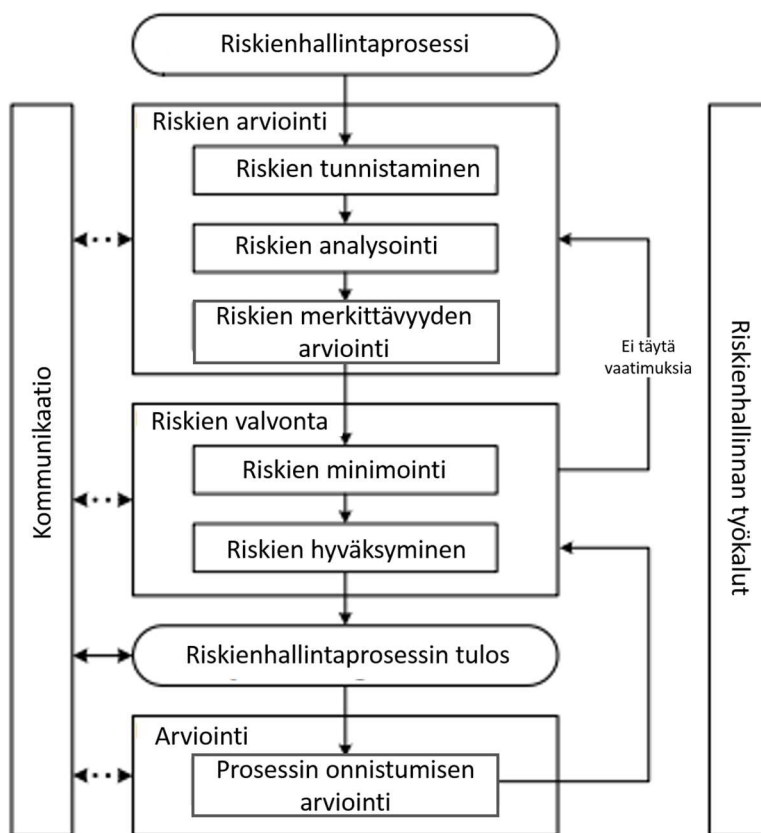 Riskienhallintaprosessi
Riskien arviointi
Riskien tunnistaminen
Riskien analysointi
Riskien merkittävyyden
arviointi
Ei täytä
vaatimuksia
Riskien valvonta
Riskien minimointi
Riskien hyväksyminen
Riskienhallintaprosessin tulos
Arviointi
Prosessin onnistumisen
arviointi
Kommunikaatio
Riskienhallinnan työkalut